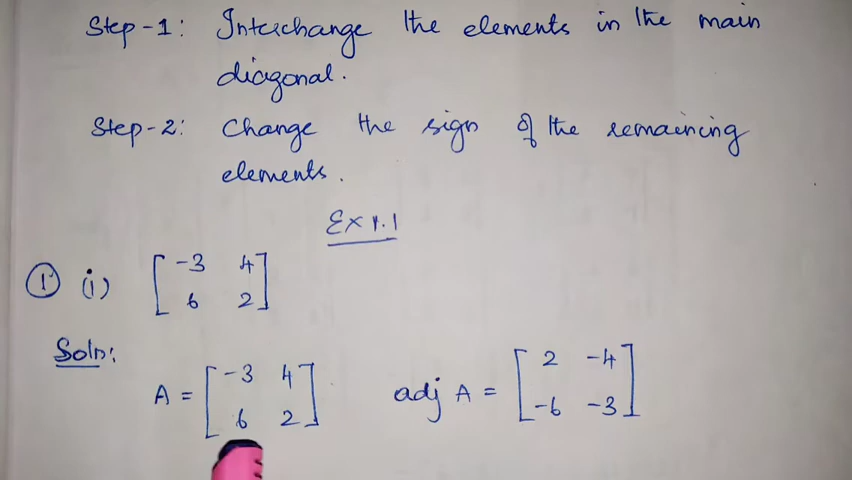 Step-1: Interchange the elements in the main
diagonal.
Step-2: Change the sign of the remaining
elements.
Ex 1.1
① (i) [-3 4
6 2]
Soln:
A = [-3 4
6 2] adj A = [2 -4
-6 -3]